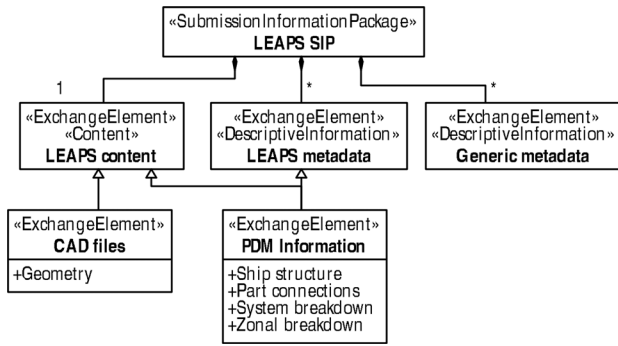 «SubmissionInformationPackage»
LEAPS SIP
1
*
*
«ExchangeElement»
«Content»
LEAPS content
«ExchangeElement»
«DescriptiveInformation»
LEAPS metadata
«ExchangeElement»
«DescriptiveInformation»
Generic metadata
«ExchangeElement»
CAD files
+Geometry
«ExchangeElement»
PDM Information
+Ship structure
+Part connections
+System breakdown
+Zonal breakdown